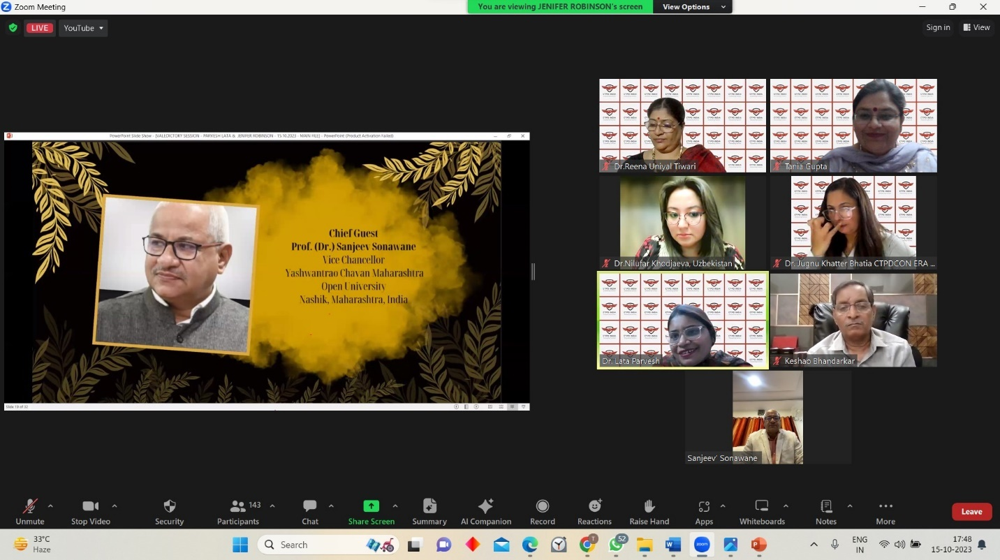 Zoom Meeting
You are viewing JENIFER ROBINSON's screen
View Options
LIVE
YouTube
Sign in
View
PowerPoint Slide Show - [VALEDICTORY SESSION - PARVESH LATA & JENIFER ROBINSON - 15.10.2023 - MAIN FILE] - PowerPoint (Product Activation Failed)
Chief Guest
Prof. (Dr.) Sanjeev Sonawane
Vice Chancellor
Yashwantrao Chavan Maharashtra
Open University
Nashik, Maharashtra, India
Slide 19 of 32
CTPD INDIA
Dr.Reena Uniyal Tiwari
Tania Gupta
Dr.Nilufar Khodjaeva, Uzbekistan
Dr. Jugnu Khatter Bhatia CTPDCON ERA ...
Dr. Lata Parvesh
Keshao Bhandarkar
Sanjeev' Sonawane
Unmute
Stop Video
Security
143
Participants
Chat
Share Screen
Summary
AI Companion
Record
Reactions
Raise Hand
Apps
Whiteboards
Notes
More
Leave
33°C
Haze
Search
T
52
W
zoom
P
ENG
IN
17:48
15-10-2023